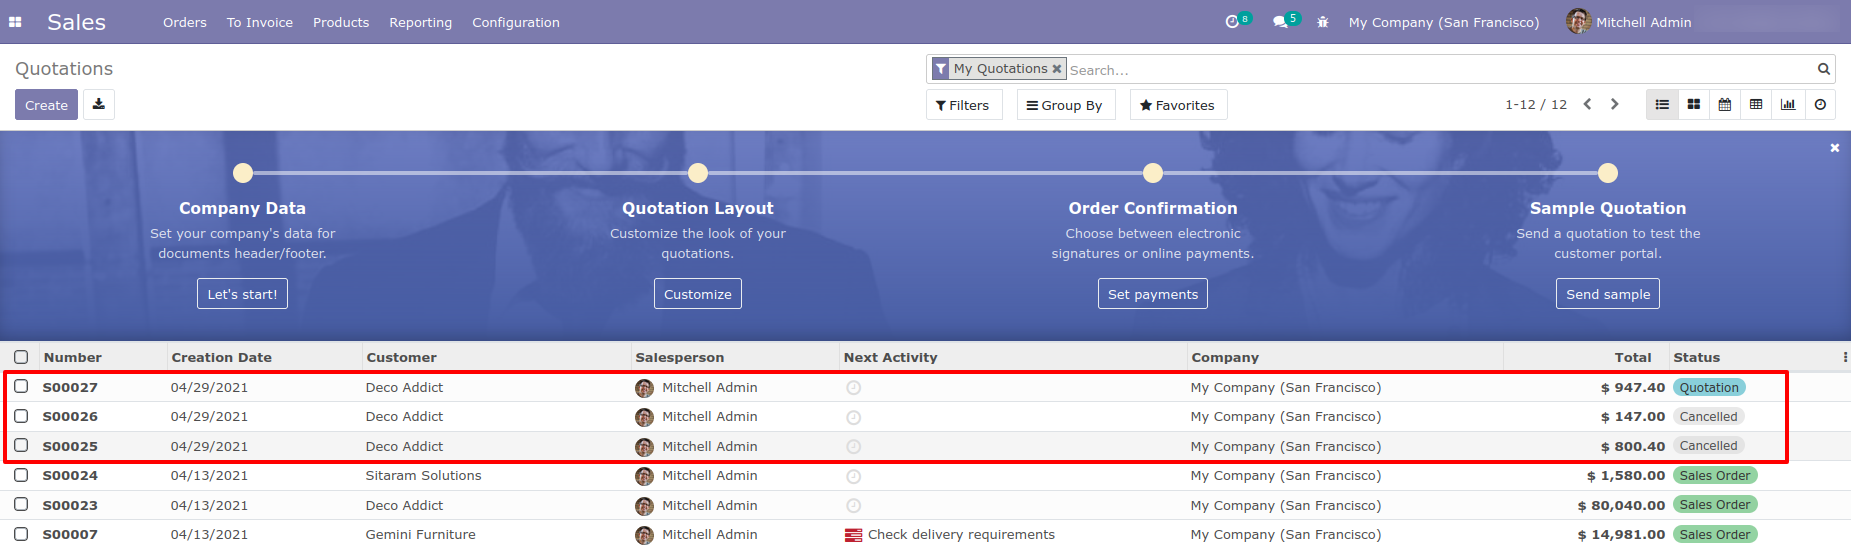 Sales Orders To Invoice Products Reporting Configuration 8 5 My Company (San Francisco) Mitchell Admin
Quotations
My Quotations Search...
Create Filters Group By Favorites 1-12 / 12
Company Data
Set your company's data for
documents header/footer.
Let's start!
Quotation Layout
Customize the look of your
quotations.
Customize
Order Confirmation
Choose between electronic
signatures or online payments.
Set payments
Sample Quotation
Send a quotation to test the
customer portal.
Send sample
Number Creation Date Customer Salesperson Next Activity Company Total Status
S00027 04/29/2021 Deco Addict Mitchell Admin My Company (San Francisco) $ 947.40 Quotation
S00026 04/29/2021 Deco Addict Mitchell Admin My Company (San Francisco) $ 147.00 Cancelled
S00025 04/29/2021 Deco Addict Mitchell Admin My Company (San Francisco) $ 800.40 Cancelled
S00024 04/13/2021 Sitaram Solutions Mitchell Admin My Company (San Francisco) $ 1,580.00 Sales Order
S00023 04/13/2021 Deco Addict Mitchell Admin My Company (San Francisco) $ 80,040.00 Sales Order
S00007 04/13/2021 Gemini Furniture Mitchell Admin Check delivery requirements My Company (San Francisco) $ 14,981.00 Sales Order